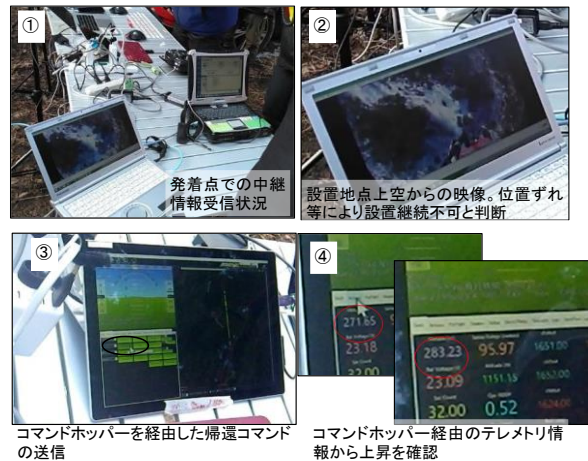 ①
発着点での中継
情報受信状況
②
設置地点上空からの映像。位置ずれ
等により設置継続不可と判断
③
コマンドホッパーを経由した帰還コマンド
の送信
④
271.65
23.18
32.00
283.23
95.97
1651.00
23.09
1151.15
1652.00
32.00
0.52
1624.00
コマンドホッパー経由のテレメトリ情
報から上昇を確認